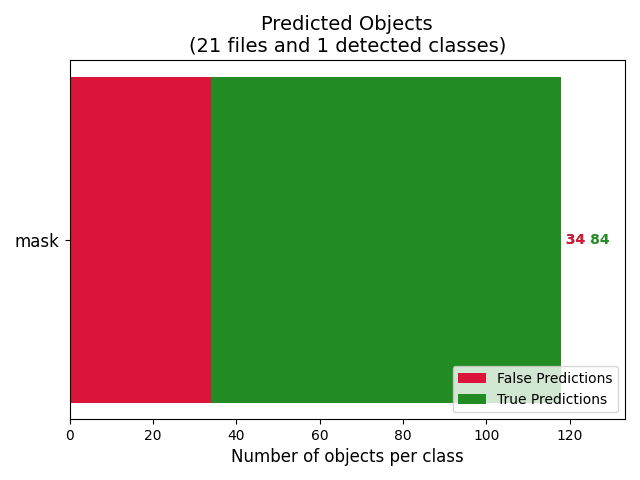 Predicted Objects
(21 files and 1 detected classes)
mask
34 84
False Predictions
True Predictions
0 20 40 60 80 100 120
Number of objects per class